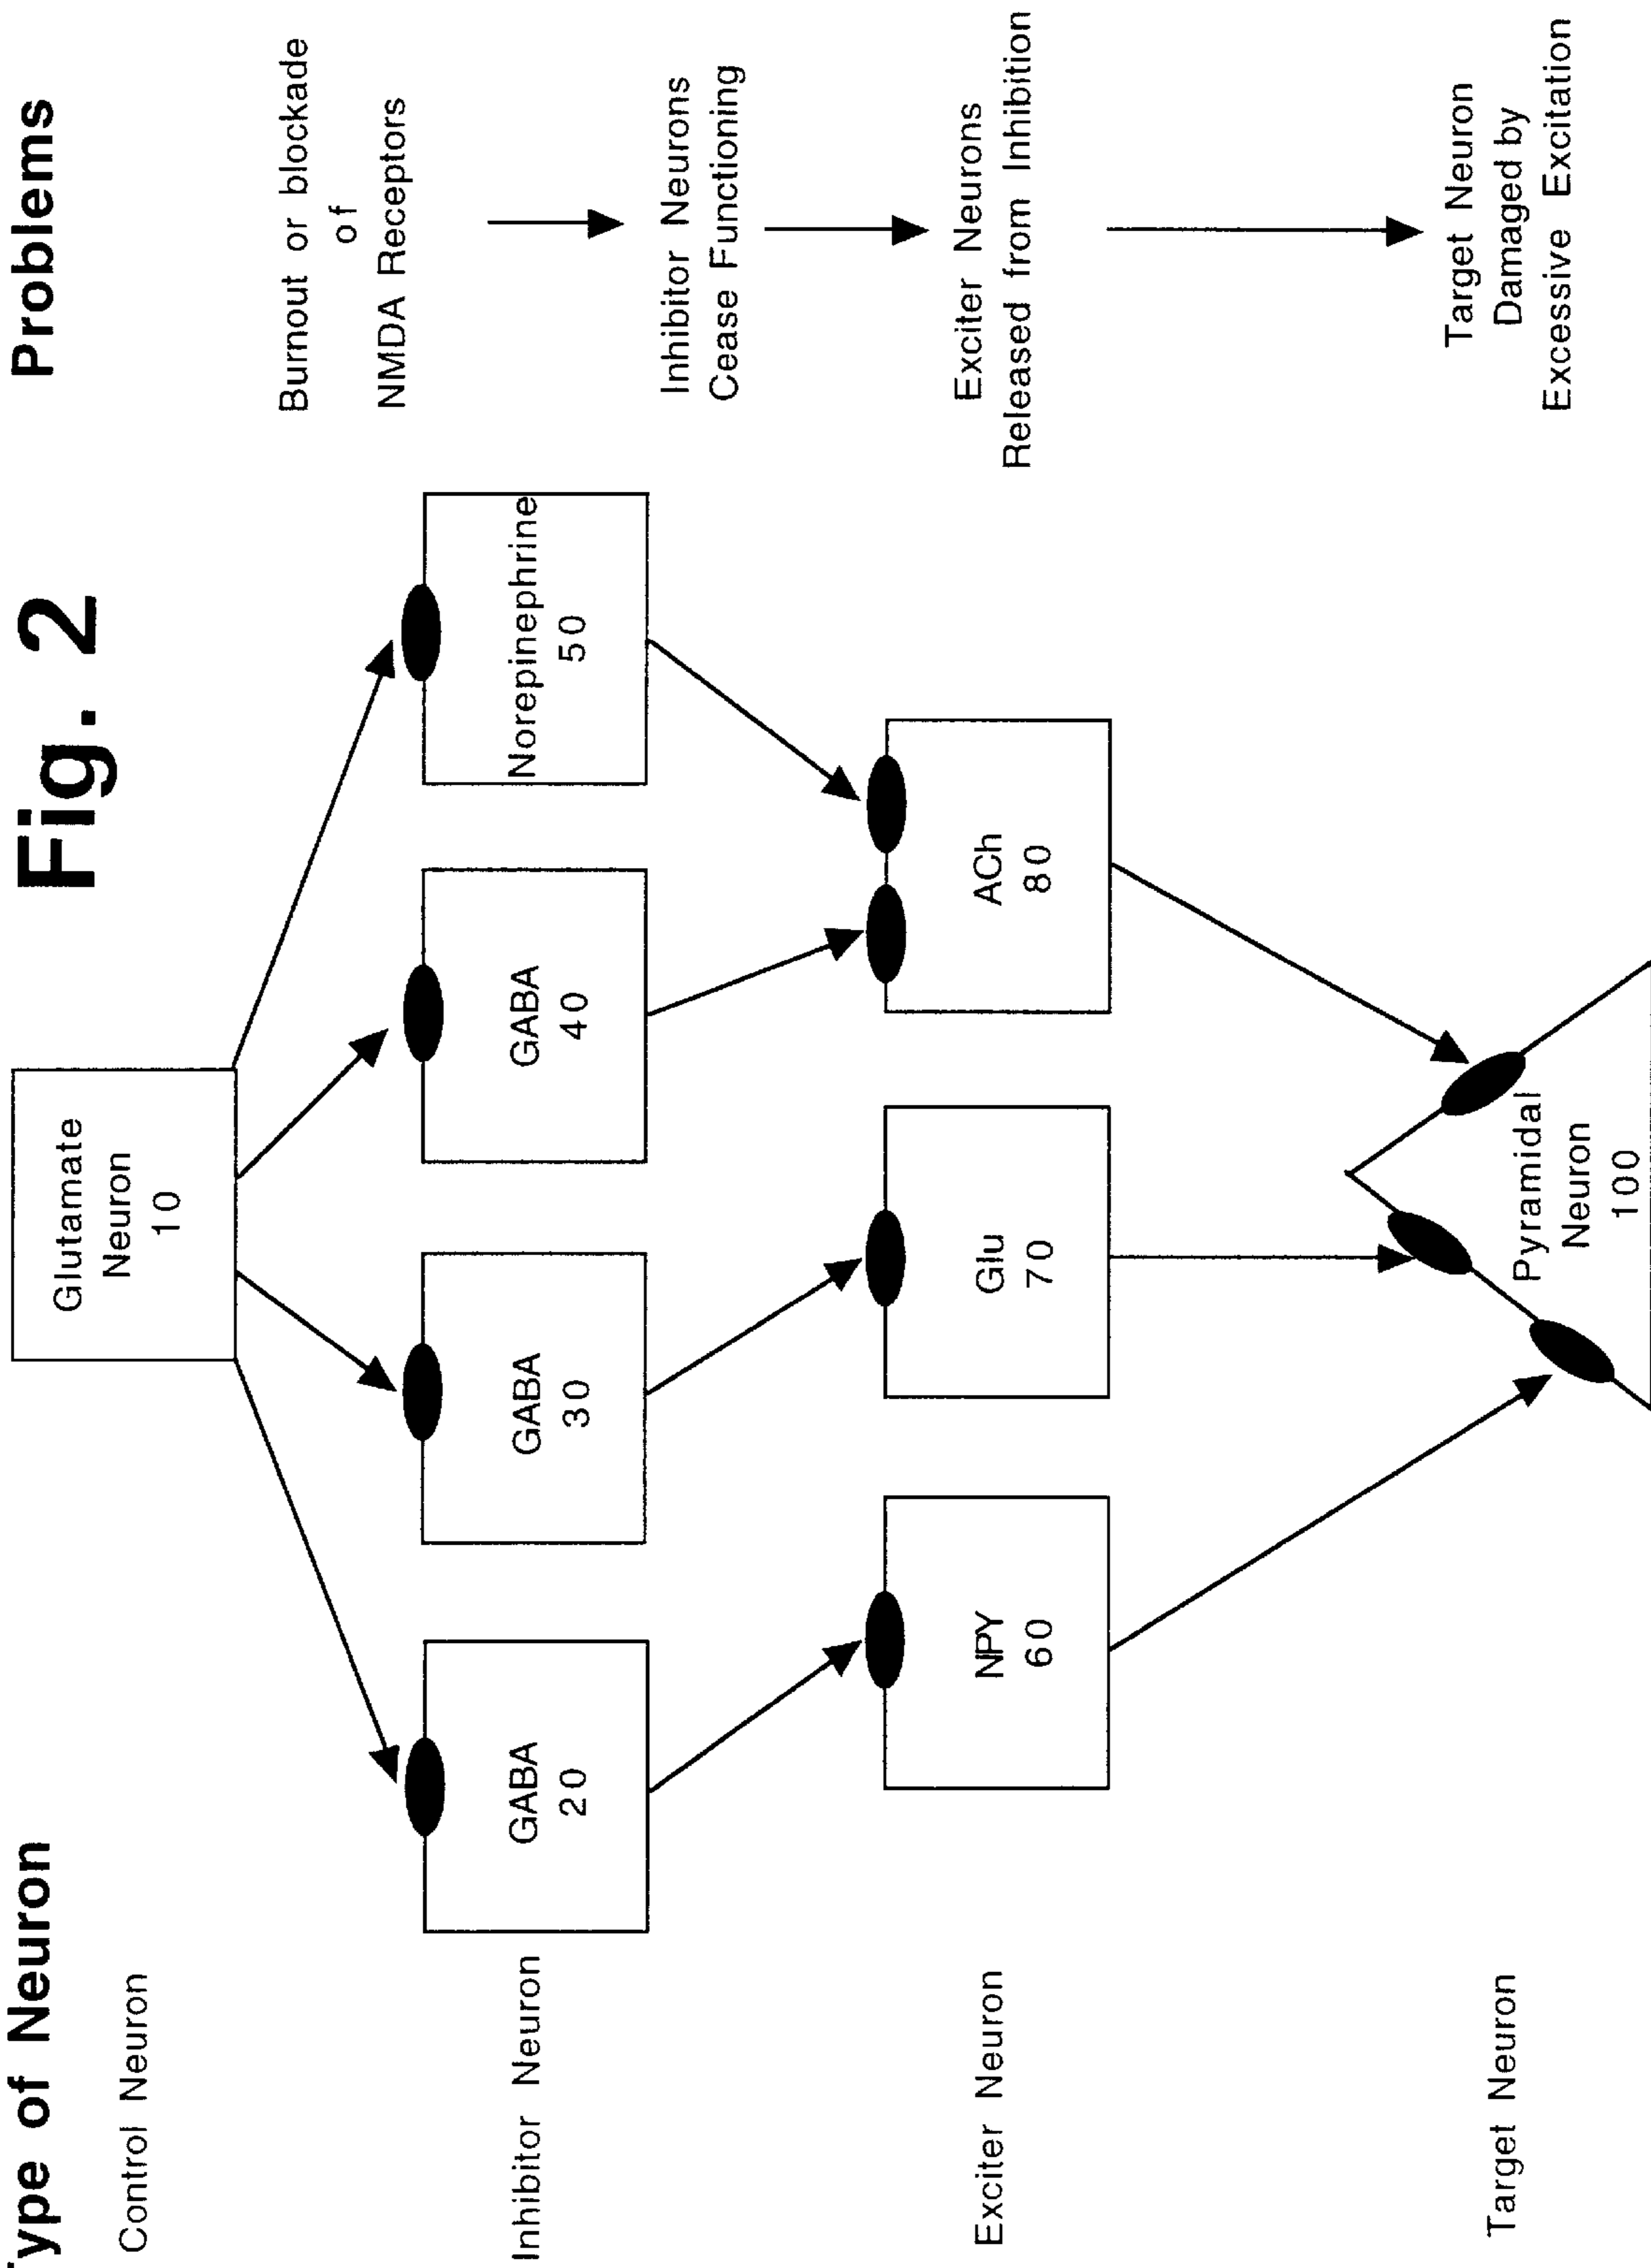 Type of Neuron
Fig. 2
Problems
Control Neuron
Glutamate
Neuron
10
Burnout or blockade
of
NMDA Receptors
Inhibitor Neuron
GABA
20
GABA
30
GABA
40
Norepinephrine
50
Inhibitor Neurons
Cease Functioning
Exciter Neuron
NPY
60
Glu
70
ACh
80
Exciter Neurons
Released from Inhibition
Target Neuron
Pyramidal
Neuron
100
Target Neuron
Damaged by
Excessive Excitation